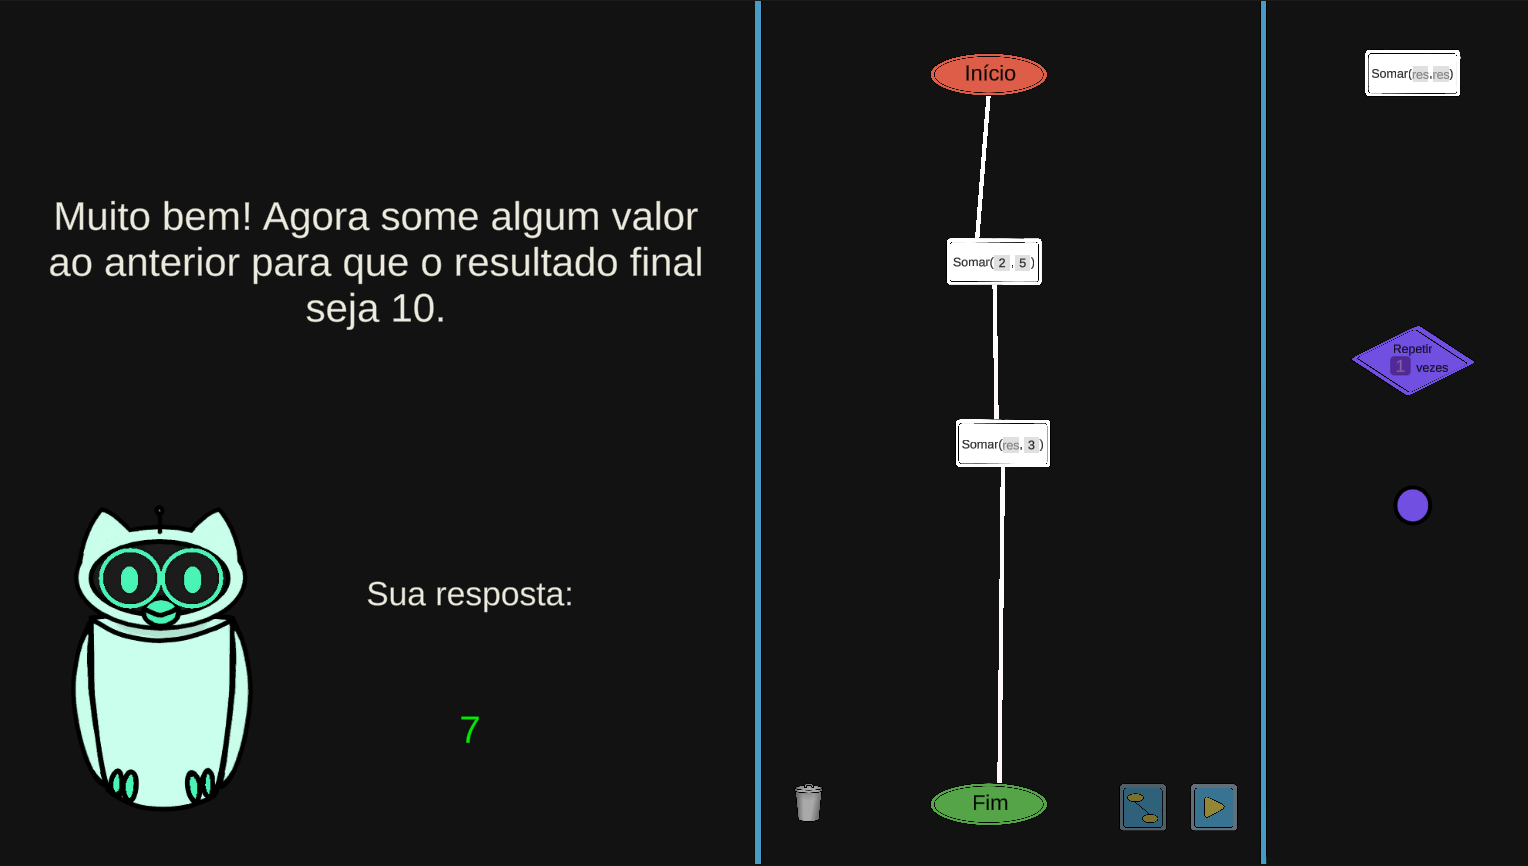 Muito bem! Agora some algum valor
ao anterior para que o resultado final
seja 10.
Sua resposta:
7
Início
Somar(2,5)
Somar(res,3)
Fim
Somar(res,res)
Repetir
1 vezes